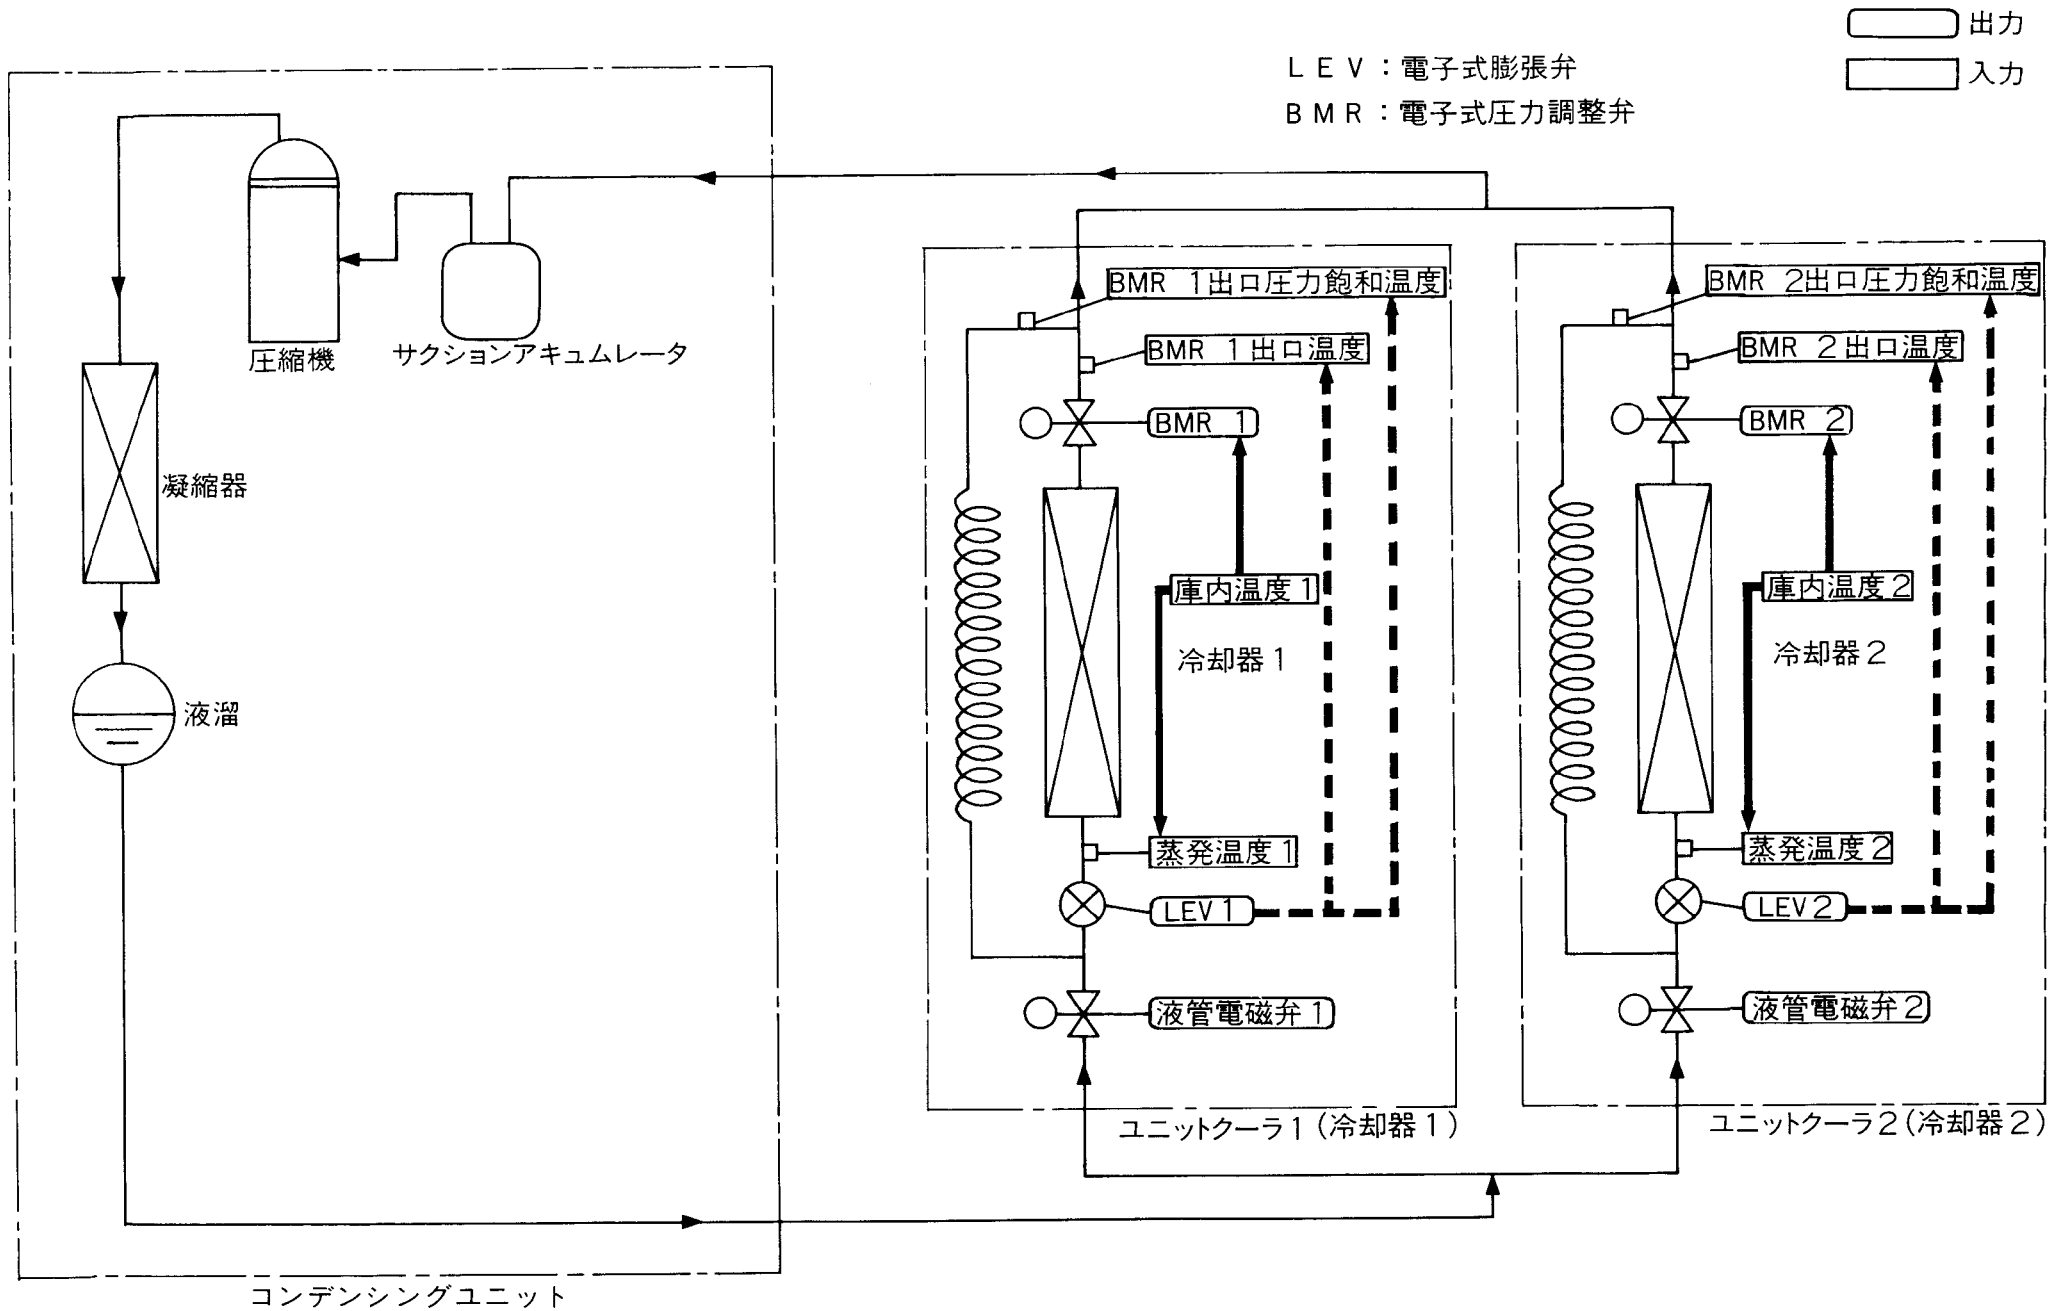 出力
入力
LEV：電子式膨張弁
BMR：電子式圧力調整弁
圧縮機
サクションアキュムレータ
凝縮器
液溜
コンデンシングユニット
BMR 1出口圧力飽和温度
BMR 1出口温度
BMR 1
庫内温度1
冷却器1
蒸発温度1
LEV1
液管電磁弁1
ユニットクーラ1(冷却器1)
BMR 2出口圧力飽和温度
BMR 2出口温度
BMR 2
庫内温度2
冷却器2
蒸発温度2
LEV2
液管電磁弁2
ユニットクーラ2(冷却器2)